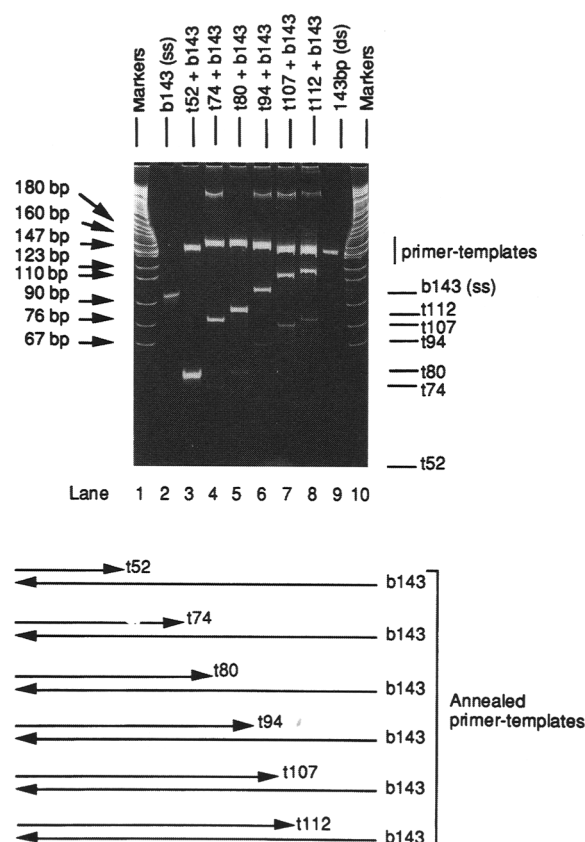 Markers
b143 (ss)
t52 + b143
t74 + b143
t80 + b143
t94 + b143
t107 + b143
t112 + b143
143bp (ds)
Markers
180 bp
160 bp
147 bp
123 bp
110 bp
90 bp
76 bp
67 bp
primer-templates
b143 (ss)
t112
t107
t94
t80
t74
t52
Lane 1 2 3 4 5 6 7 8 9 10
t52
b143
t74
b143
t80
b143
t94
b143
t107
b143
t112
b143
Annealed
primer-templates